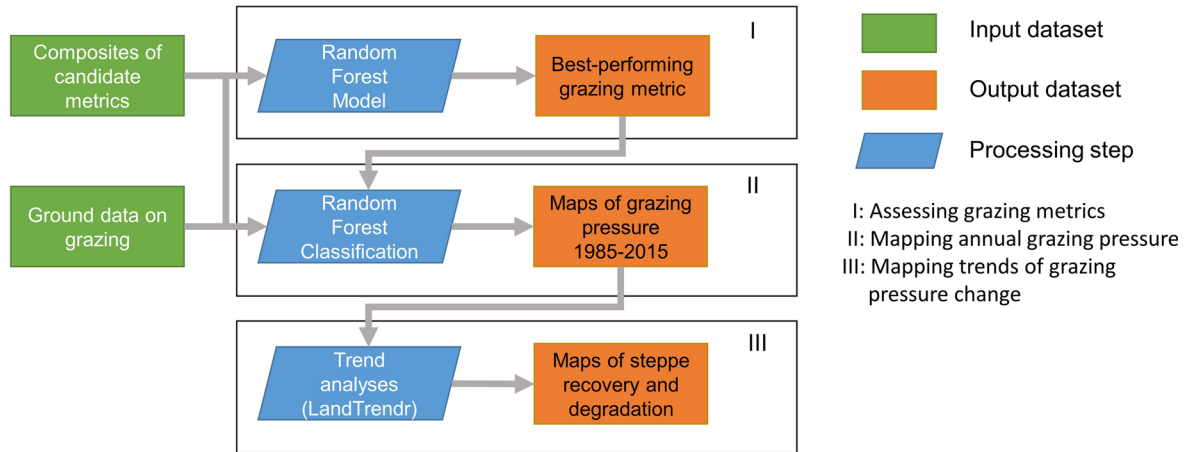 Composites of
candidate
metrics
Random
Forest
Model
Best-performing
grazing metric
I
Ground data on
grazing
Random
Forest
Classification
Maps of grazing
pressure
1985-2015
II
Trend
analyses
(LandTrendr)
Maps of steppe
recovery and
degradation
III
Input dataset
Output dataset
Processing step
I: Assessing grazing metrics
II: Mapping annual grazing pressure
III: Mapping trends of grazing
pressure change